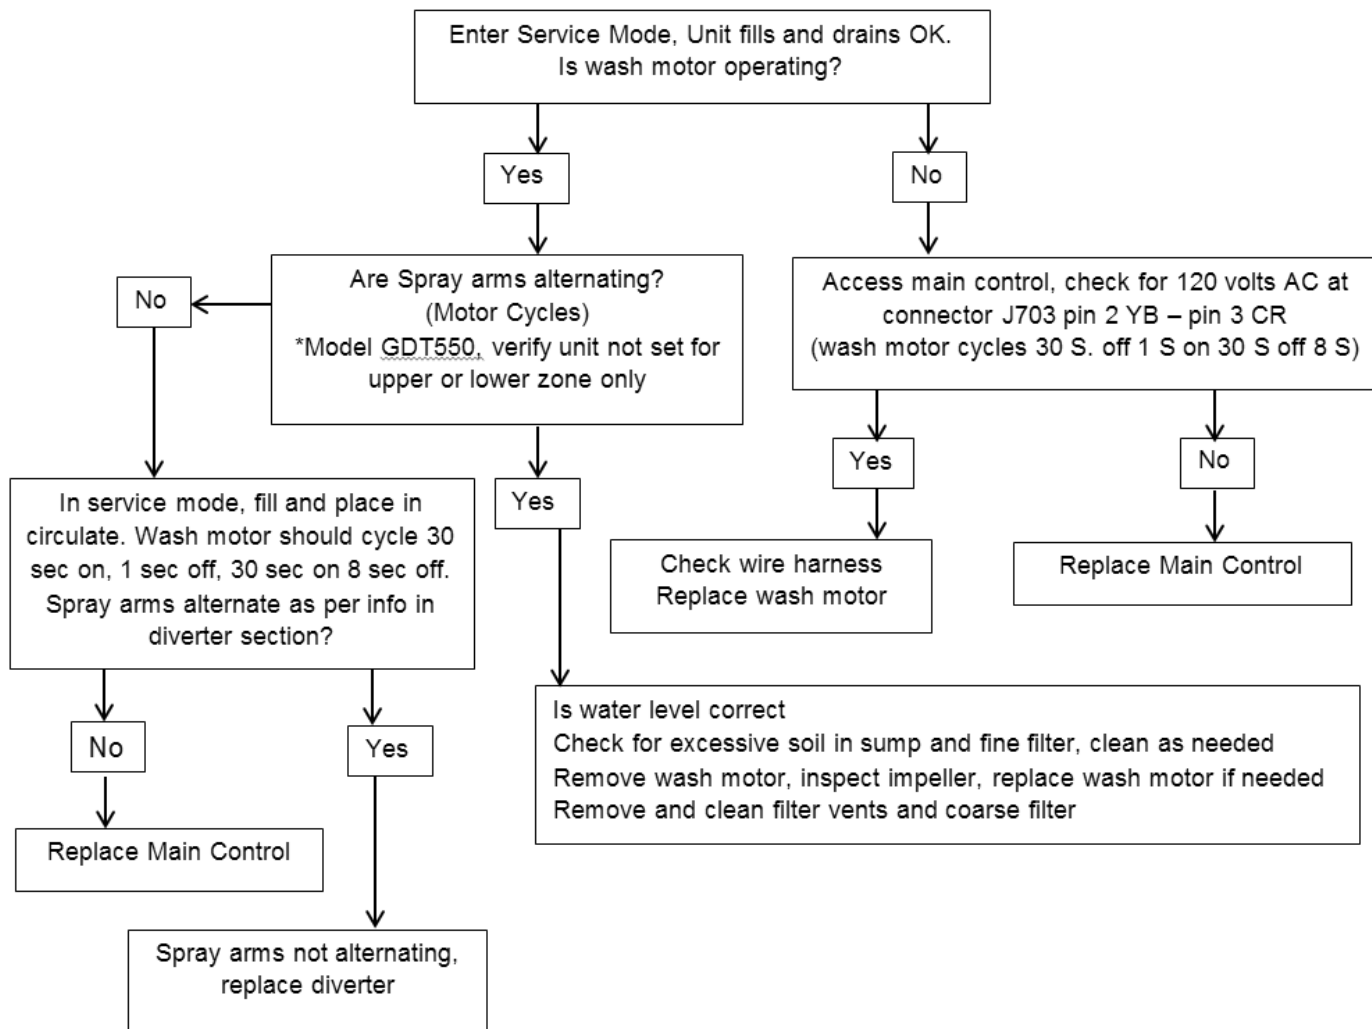 Enter Service Mode, Unit fills and drains OK.
Is wash motor operating?
Yes
No
Are Spray arms alternating?
(Motor Cycles)
*Model GDT550, verify unit not set for
upper or lower zone only
No
Access main control, check for 120 volts AC at
connector J703 pin 2 YB – pin 3 CR
(wash motor cycles 30 S. off 1 S on 30 S off 8 S)
Yes
No
In service mode, fill and place in
circulate. Wash motor should cycle 30
sec on, 1 sec off, 30 sec on 8 sec off.
Spray arms alternate as per info in
diverter section?
Yes
Check wire harness
Replace wash motor
Replace Main Control
Is water level correct
Check for excessive soil in sump and fine filter, clean as needed
Remove wash motor, inspect impeller, replace wash motor if needed
Remove and clean filter vents and coarse filter
No
Yes
Replace Main Control
Spray arms not alternating,
replace diverter